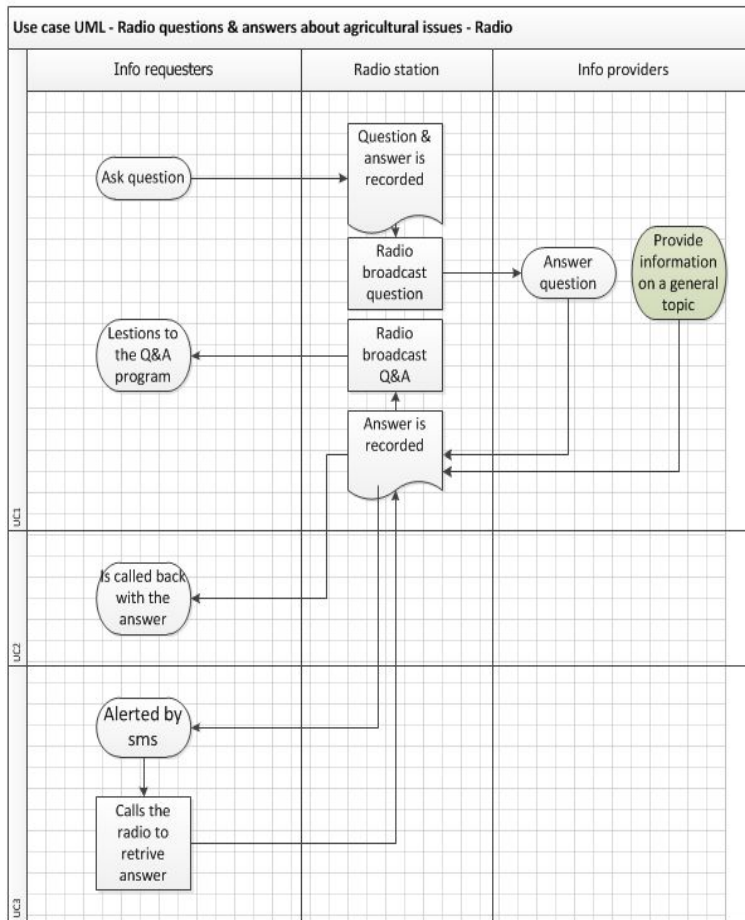 Use case UML - Radio questions & answers about agricultural issues - Radio
Info requesters
Radio station
Info providers
Question &
answer is
recorded
Ask question
Radio
broadcast
question
Answer
question
Provide
information
on a general
topic
Lestions to
the Q&A
program
Radio
broadcast
Q&A
Answer is
recorded
UC1
Is called back
with the
answer
UC2
Alerted by
sms
Calls the
radio to
retrive
answer
UC3